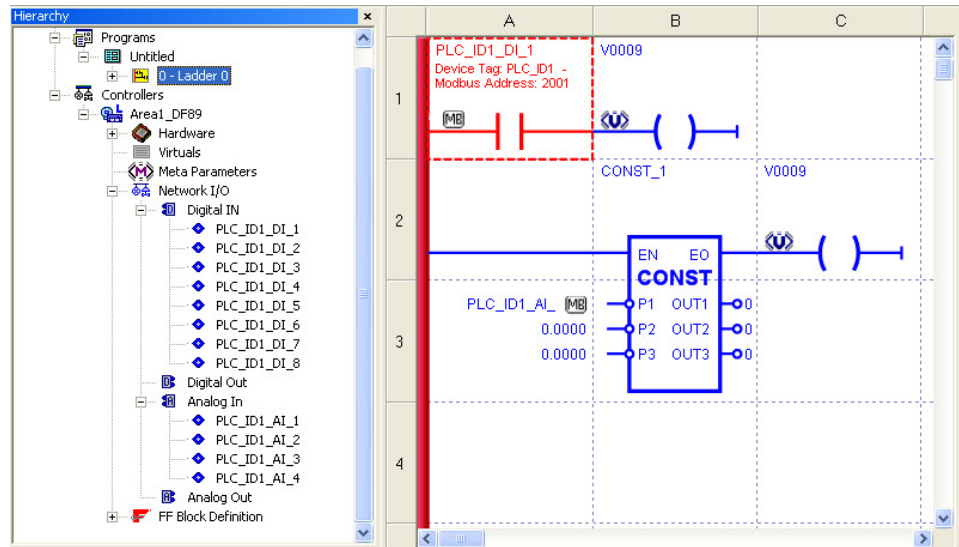 Hierarchy
Programs
Untitled
0 - Ladder 0
Controllers
Area1_DF89
Hardware
Virtuals
Meta Parameters
Network I/O
Digital IN
PLC_ID1_DI_1
PLC_ID1_DI_2
PLC_ID1_DI_3
PLC_ID1_DI_4
PLC_ID1_DI_5
PLC_ID1_DI_6
PLC_ID1_DI_7
PLC_ID1_DI_8
Digital Out
Analog In
PLC_ID1_AI_1
PLC_ID1_AI_2
PLC_ID1_AI_3
PLC_ID1_AI_4
Analog Out
FF Block Definition
A B C
1
PLC_ID1_DI_1
Device Tag: PLC_ID1 -
Modbus Address: 2001
MB
V0009
U
2
CONST_1
V0009
U
EN EO
CONST
3
PLC_ID1_AI_ MB P1 OUT1 0
0.0000 P2 OUT2 0
0.0000 P3 OUT3 0
4